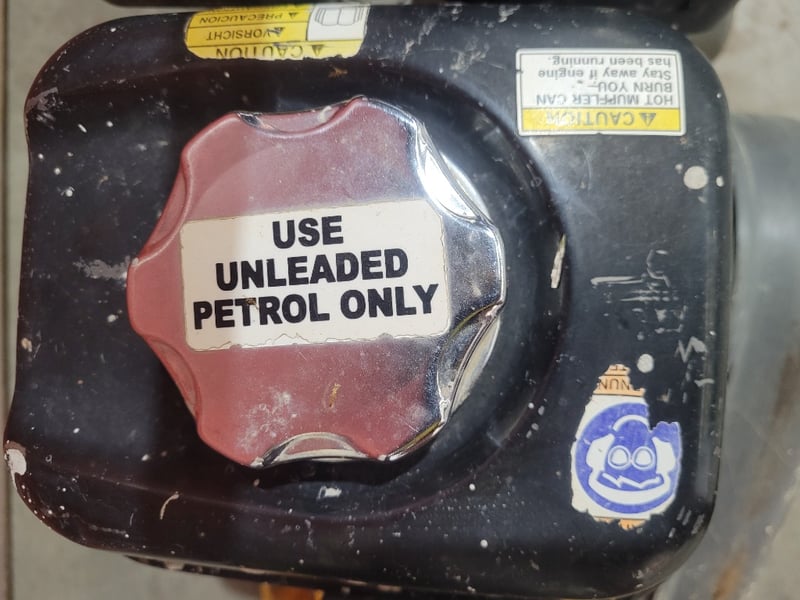 USE
UNLEADED
PETROL ONLY
CAUTION
VORSICHT
PRECAUCION
CAUTION
HOT MUFFLER CAN
BURN YOU
Stay away if engine
has been running.